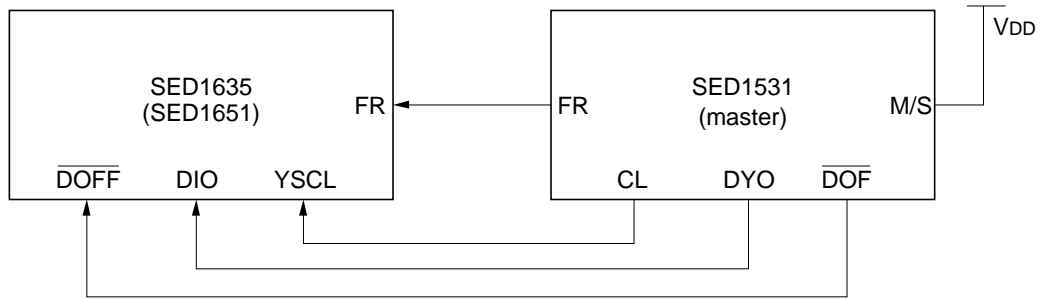 VDD
SED1635
(SED1651)
FR
DOFF
DIO
YSCL
SED1531
(master)
FR
M/S
CL
DYO
DOF